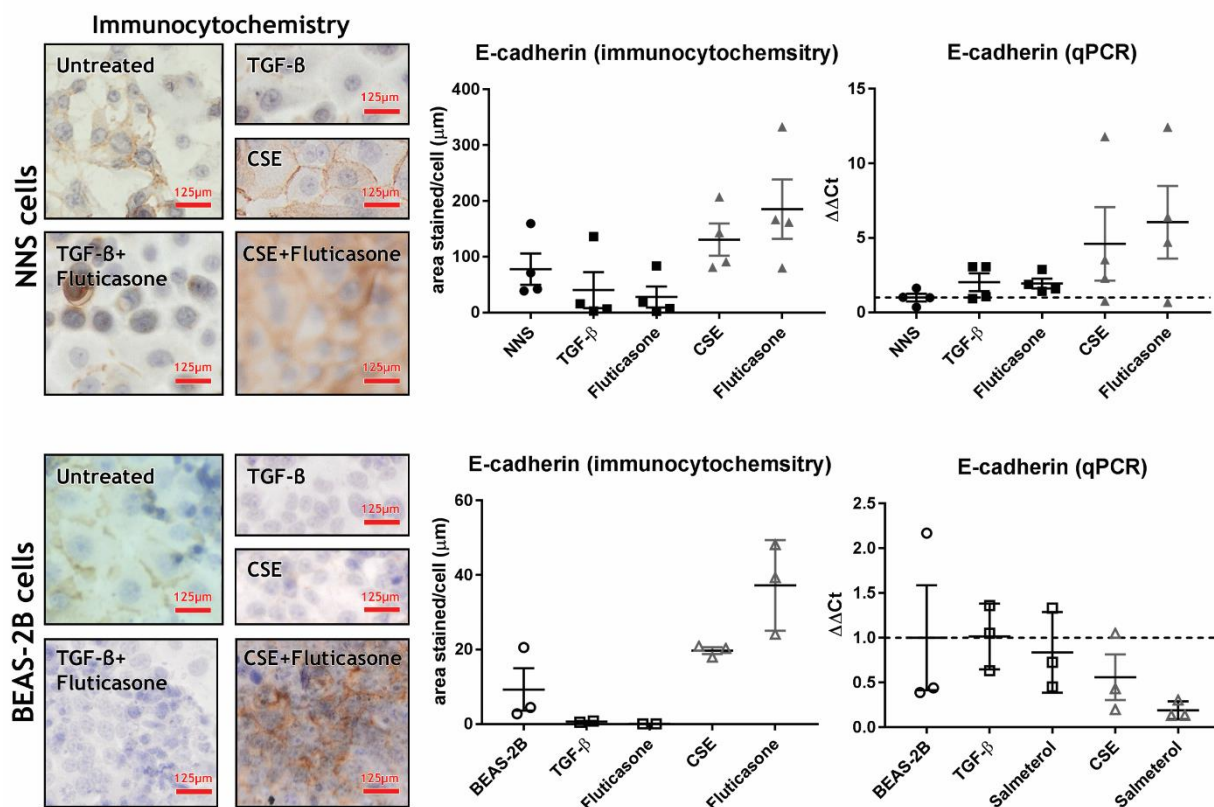 Immunocytochemistry
NNS cells
Untreated
125µm
TGF-ß
125µm
CSE
125µm
TGF-ß+
Fluticasone
125µm
CSE+Fluticasone
125µm
E-cadherin (immunocytochemsitry)
area stained/cell (µm)
400
300
200
100
0
NNS
TGF-β
Fluticasone
CSE
Fluticasone
E-cadherin (qPCR)
ΔΔCt
15
10
5
0
NNS
TGF-β
Fluticasone
CSE
Fluticasone
BEAS-2B cells
Untreated
125µm
TGF-ß
125µm
CSE
125µm
TGF-ß+
Fluticasone
125µm
CSE+Fluticasone
125µm
E-cadherin (immunocytochemsitry)
area stained/cell (µm)
60
40
20
0
BEAS-2B
TGF-β
Fluticasone
CSE
Fluticasone
E-cadherin (qPCR)
ΔΔCt
2.5
2.0
1.5
1.0
0.5
0.0
BEAS-2B
TGF-β
Salmeterol
CSE
Salmeterol